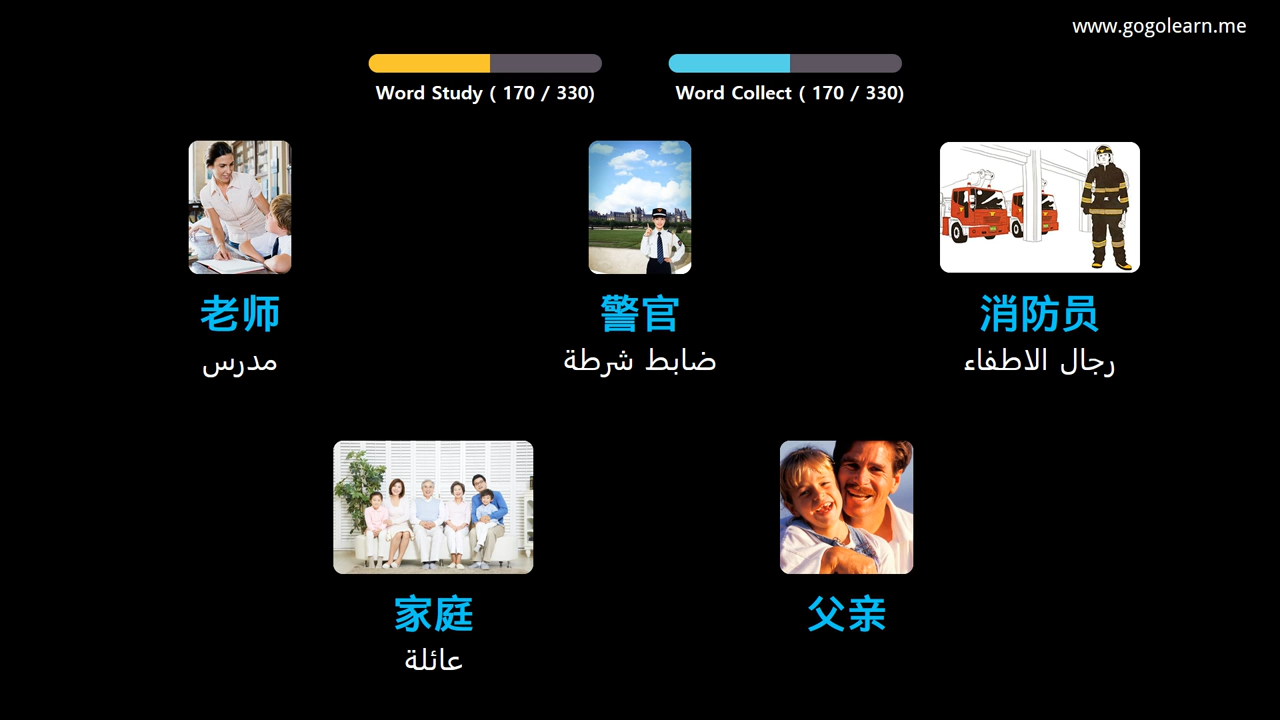 www.gogolearn.me
Word Study ( 170 / 330)
Word Collect ( 170 / 330)
老师
مدرس
警官
ضابط شرطة
消防员
رجال الاطفاء
家庭
عائلة
父亲